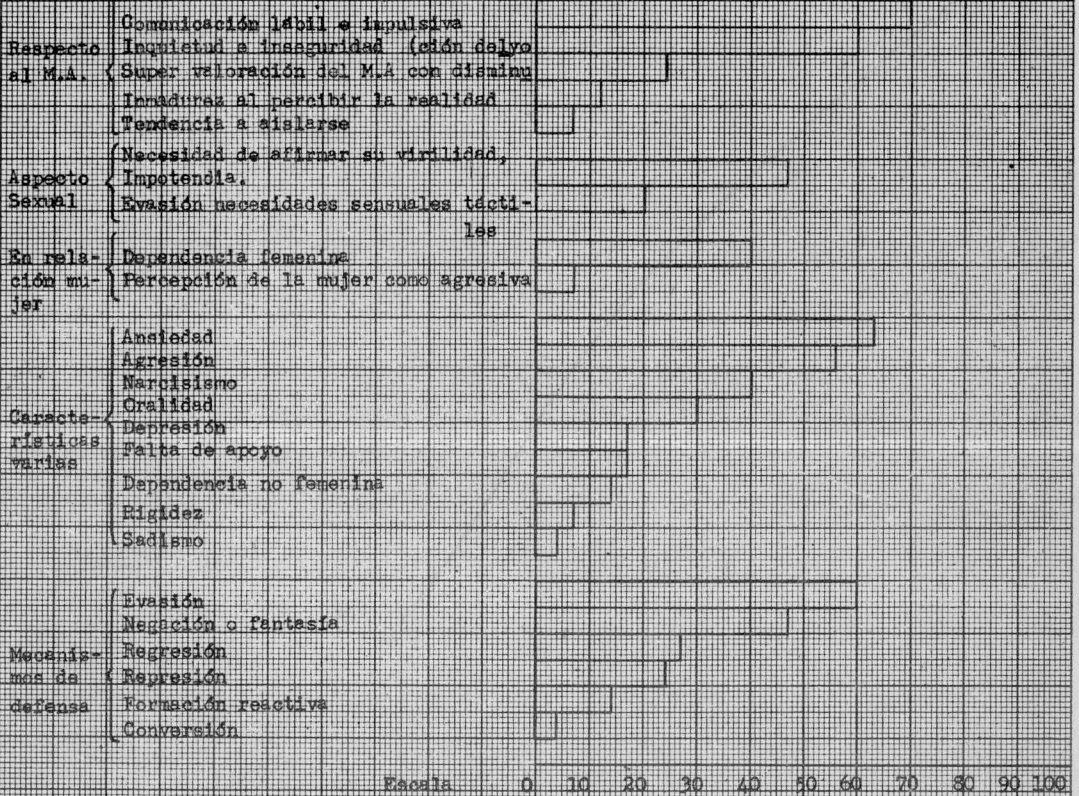 Comunicación lábil e impulsiva
Respecto
al M.A.
Inquietud e inseguridad (ción delyo
Super valoración del M.A con disminu
Inmadurez al percibir la realidad
Tendencia a aislarse
Aspecto
Sexual
Necesidad de afirmar su virilidad,
Impotendia.
Evasión necesidades sensuales tácti-
les
En rela-
ción mu-
jer
Dependencia femenina
Percepción de la mujer como agresiva
Caracte-
rísticas
varias
Ansiedad
Agresión
Narcisismo
Oralidad
Depresión
Falta de apoyo
Dependencia no femenina
Rigidez
Sadismo
Mecanis-
mos de
defensa
Evasión
Negación o fantasía
Regresión
Represión
Formación reactiva
Conversión
Escala 0 10 20 30 40 50 60 70 80 90 100